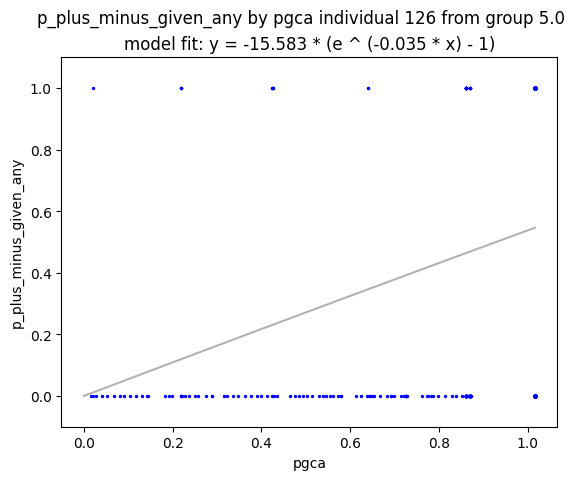 p_plus_minus_given_any by pgca individual 126 from group 5.0
model fit: y = -15.583 * (e ^ (-0.035 * x) - 1)
1.0
0.8
0.6
0.4
0.2
0.0
p_plus_minus_given_any
0.0 0.2 0.4 0.6 0.8 1.0
pgca